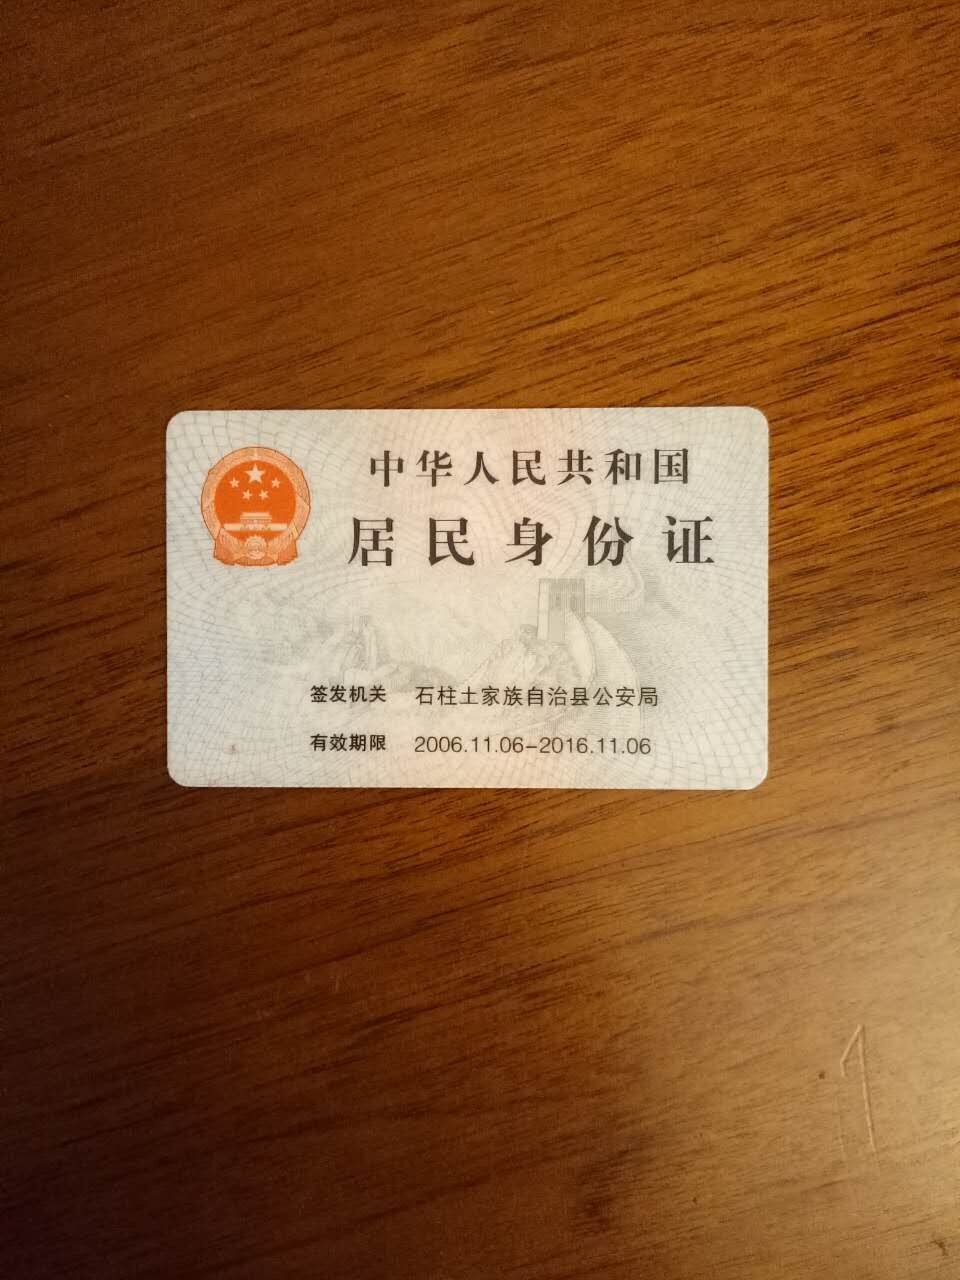 中华人民共和国
居民身份证
签发机关 石柱土家族自治县公安局
有效期限 2006.11.06-2016.11.06